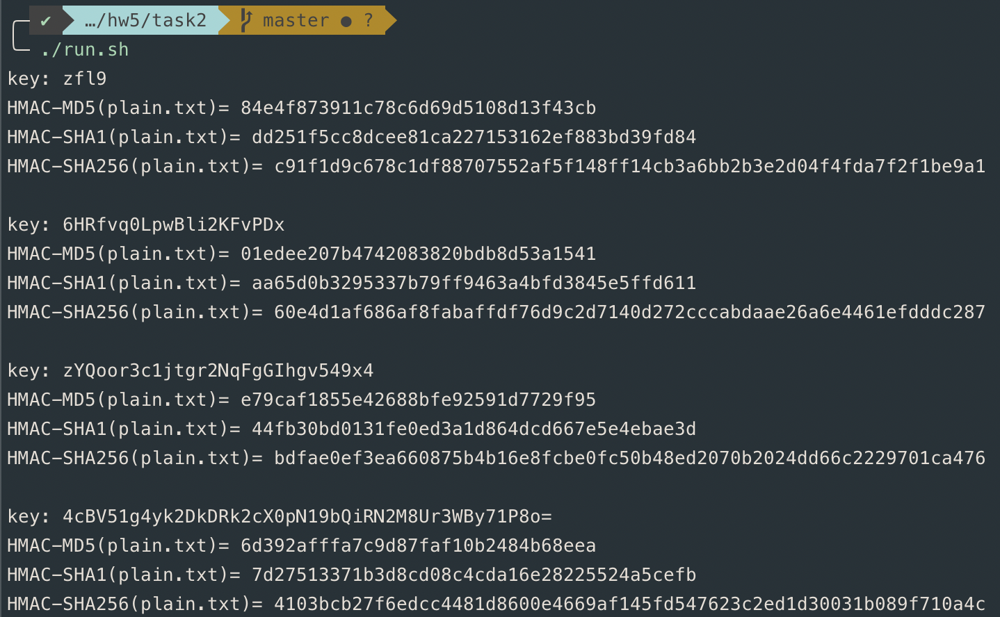 ✔ …/hw5/task2 master ● ?
./run.sh
key: zfl9
HMAC-MD5(plain.txt)= 84e4f873911c78c6d69d5108d13f43cb
HMAC-SHA1(plain.txt)= dd251f5cc8dcee81ca227153162ef883bd39fd84
HMAC-SHA256(plain.txt)= c91f1d9c678c1df88707552af5f148ff14cb3a6bb2b3e2d04f4fda7f2f1be9a1
key: 6HRfvq0LpwBli2KFvPDx
HMAC-MD5(plain.txt)= 01edee207b4742083820bdb8d53a1541
HMAC-SHA1(plain.txt)= aa65d0b3295337b79ff9463a4bfd3845e5ffd611
HMAC-SHA256(plain.txt)= 60e4d1af686af8fabaffdf76d9c2d7140d272cccabdaae26a6e4461efdddc287
key: zYQoor3c1jtgr2NqFgGIhgv549x4
HMAC-MD5(plain.txt)= e79caf1855e42688bfe92591d7729f95
HMAC-SHA1(plain.txt)= 44fb30bd0131fe0ed3a1d864dcd667e5e4ebae3d
HMAC-SHA256(plain.txt)= bdfae0ef3ea660875b4b16e8fcbe0fc50b48ed2070b2024dd66c2229701ca476
key: 4cBV51g4yk2DkDRk2cX0pN19bQiRN2M8Ur3WBy71P8o=
HMAC-MD5(plain.txt)= 6d392afffa7c9d87faf10b2484b68eea
HMAC-SHA1(plain.txt)= 7d27513371b3d8cd08c4cda16e28225524a5cefb
HMAC-SHA256(plain.txt)= 4103bcb27f6edcc4481d8600e4669af145fd547623c2ed1d30031b089f710a4c